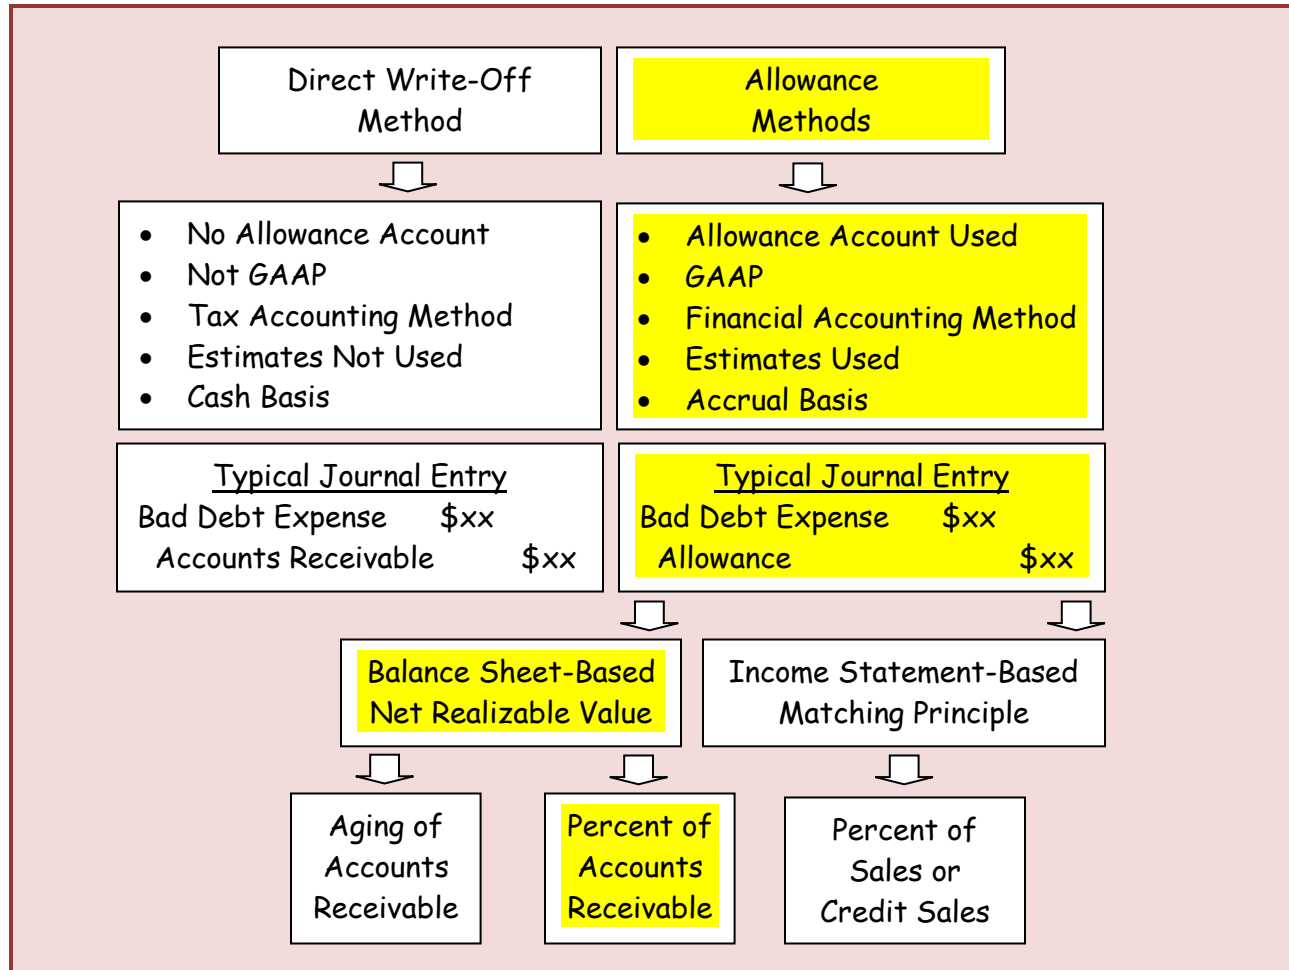 Direct Write-Off
Method
Allowance
Methods
• No Allowance Account
• Not GAAP
• Tax Accounting Method
• Estimates Not Used
• Cash Basis
• Allowance Account Used
• GAAP
• Financial Accounting Method
• Estimates Used
• Accrual Basis
Typical Journal Entry
Bad Debt Expense $xx
Accounts Receivable $xx
Typical Journal Entry
Bad Debt Expense $xx
Allowance $xx
Balance Sheet-Based
Net Realizable Value
Income Statement-Based
Matching Principle
Aging of
Accounts
Receivable
Percent of
Accounts
Receivable
Percent of
Sales or
Credit Sales